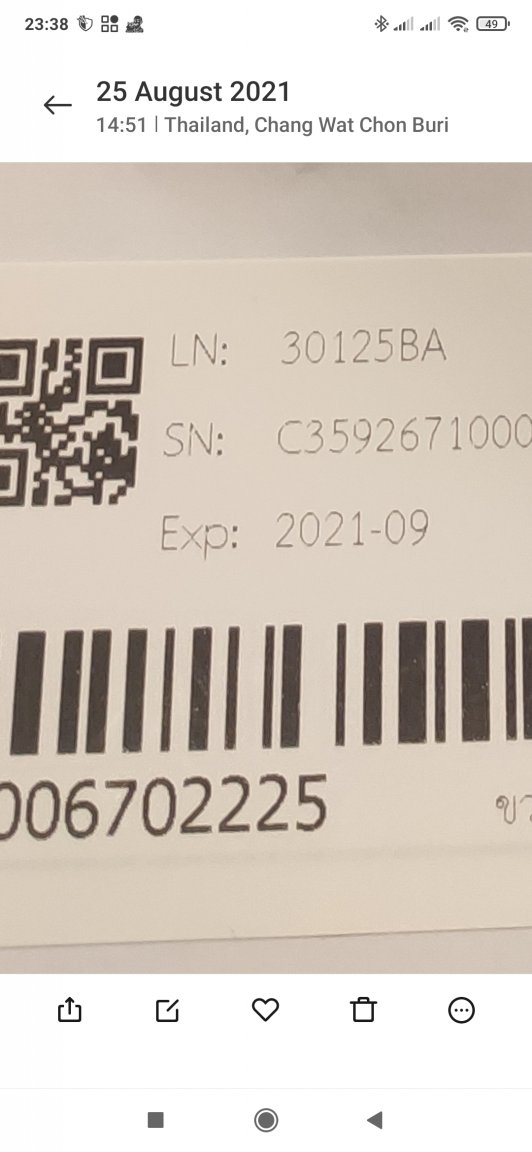 23:38
49
25 August 2021
14:51 | Thailand, Chang Wat Chon Buri
LN: 30125BA
SN: C3592671000
Exp: 2021-09
006702225